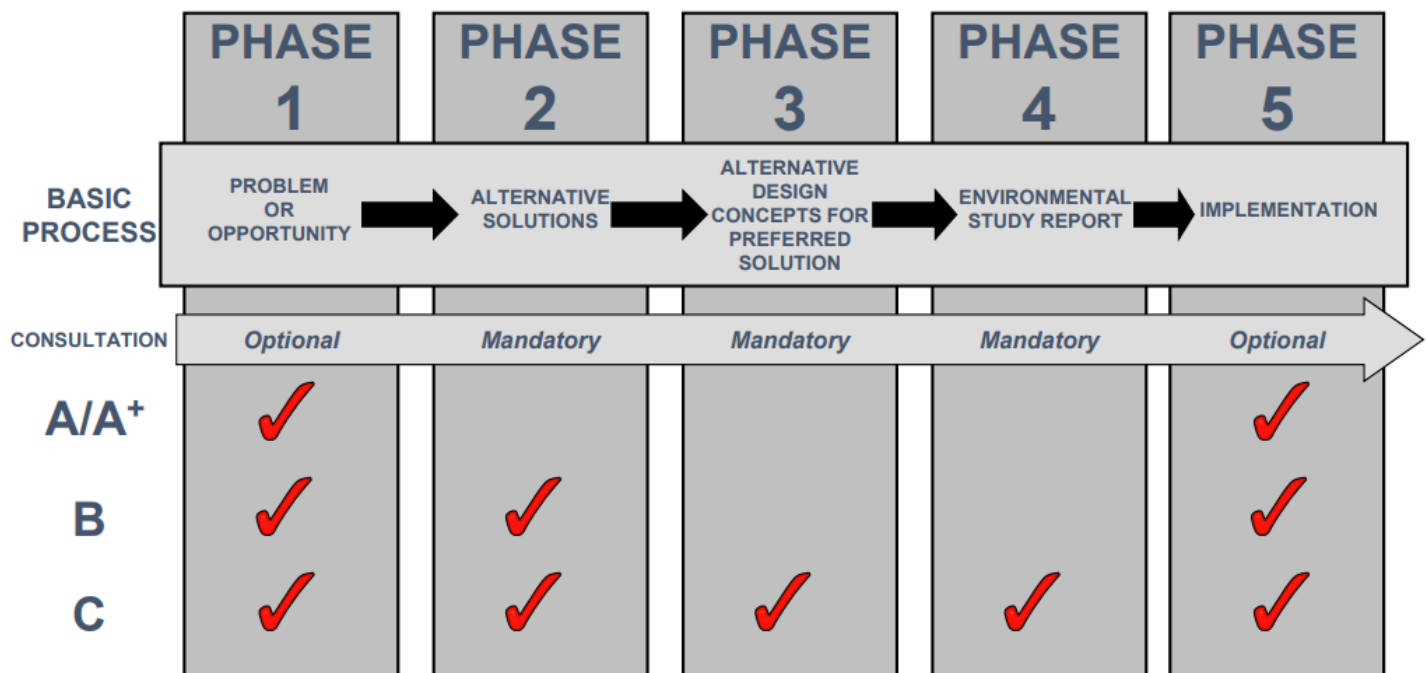 PHASE
1
PHASE
2
PHASE
3
PHASE
4
PHASE
5
BASIC
PROCESS
PROBLEM
OR
OPPORTUNITY
ALTERNATIVE
SOLUTIONS
ALTERNATIVE
DESIGN
CONCEPTS FOR
PREFERRED
SOLUTION
ENVIRONMENTAL
STUDY REPORT
IMPLEMENTATION
CONSULTATION
Optional
Mandatory
Mandatory
Mandatory
Optional
A/A+
B
C